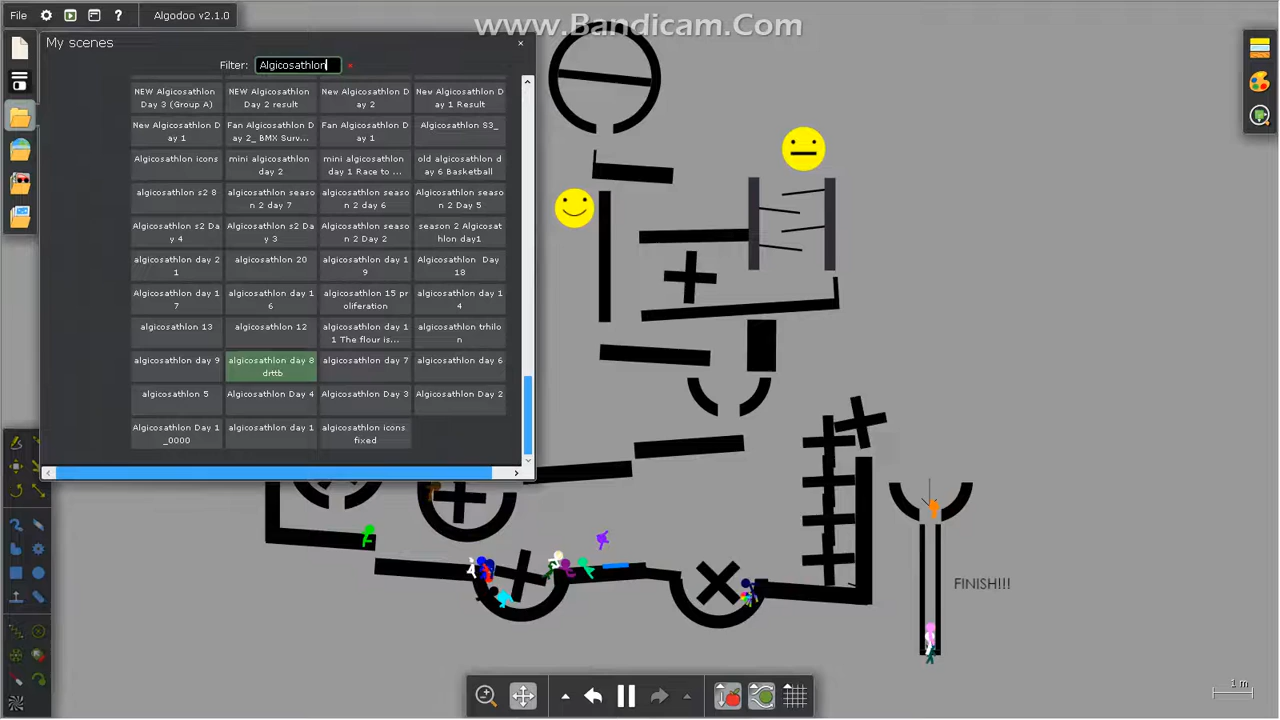 File
?
Algodoo v2.1.0
www.Bandicam.Com
My scenes
Filter: Algicosathlon
NEW Algicosathlon
Day 3 (Group A)
NEW Algicosathlon
Day 2 result
New Algicosathlon D
ay 2
New Algicosathlon D
ay 1 Result
New Algicosathlon D
ay 1
Fan Algicosathlon D
ay 2_ BMX Surv...
Fan Algicosathlon D
ay 1
Algicosathlon S3_
Algicosathlon icons
mini algicosathlon
day 2
mini algicosathlon
day 1 Race to ...
old algicosathlon d
ay 6 Basketball
algicosathlon s2 8
algicosathlon seaso
n 2 day 7
algicosathlon seaso
n 2 day 6
Algicosathlon seaso
n 2 Day 5
Algicosathlon s2 Da
y 4
Algicosathlon s2 Da
y 3
Algicosathlon seaso
n 2 Day 2
season 2 Algicosat
hlon day1
algicosathlon day 2
1
algicosathlon 20
algicosathlon day 1
9
Algicosathlon Day
18
algicosathlon day 1
7
algicosathlon day 1
6
algicosathlon 15 pr
oliferation
algicosathlon day 1
4
algicosathlon 13
algicosathlon 12
algicosathlon day 1
1 The flour is...
algicosathlon trhilo
n
algicosathlon day 9
algicosathlon day 8
drttb
algicosathlon day 7
algicosathlon day 6
algicosathlon 5
Algicosathlon Day 4
Algicosathlon Day 3
Algicosathlon Day 2
Algicosathlon Day 1
_0000
algicosathlon day 1
algicosathlon icons
fixed
FINISH!!!
1 m